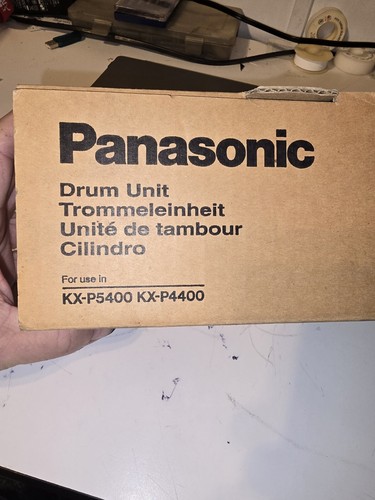 Panasonic
Drum Unit
Trommeleinheit
Unité de tambour
Cilindro
For use in
KX-P5400 KX-P4400